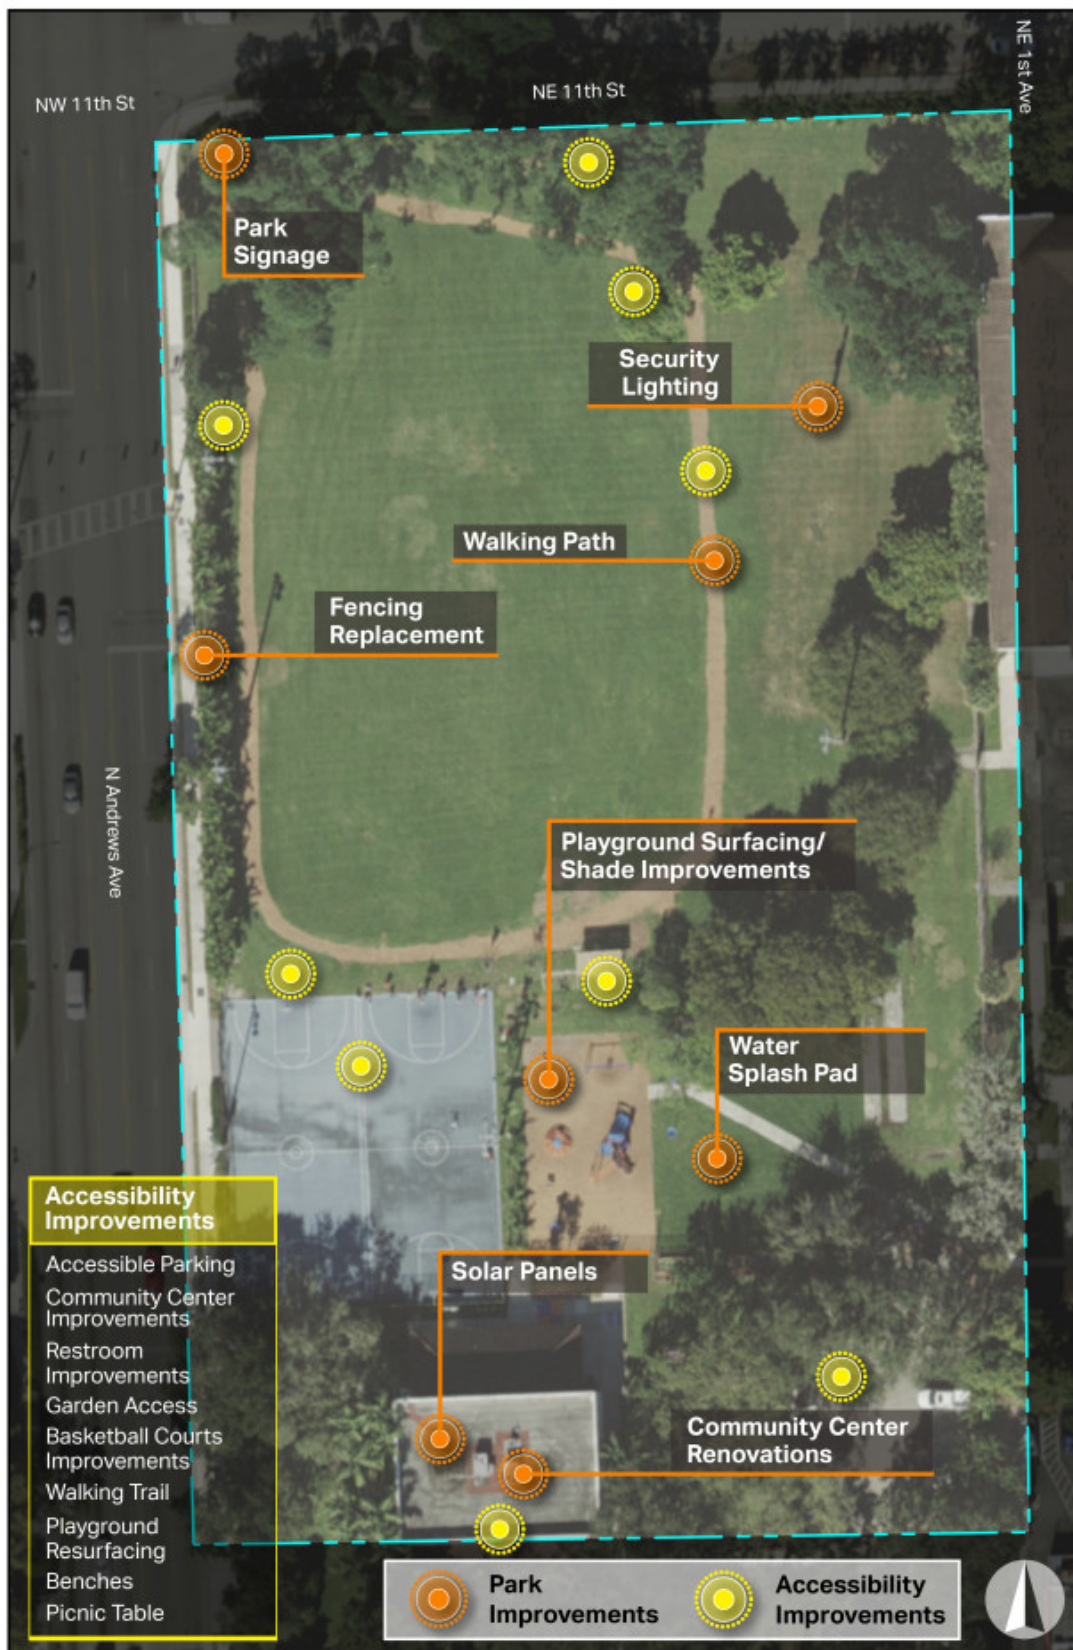 NW 11th St
NE 11th St
NE 1st Ave
Park
Signage
Security
Lighting
Walking Path
Fencing
Replacement
N Andrews Ave
Playground Surfacing/
Shade Improvements
Water
Splash Pad
Solar Panels
Community Center
Renovations
Accessibility
Improvements
Accessible Parking
Community Center
Improvements
Restroom
Improvements
Garden Access
Basketball Courts
Improvements
Walking Trail
Playground
Resurfacing
Benches
Picnic Table
Park
Improvements
Accessibility
Improvements